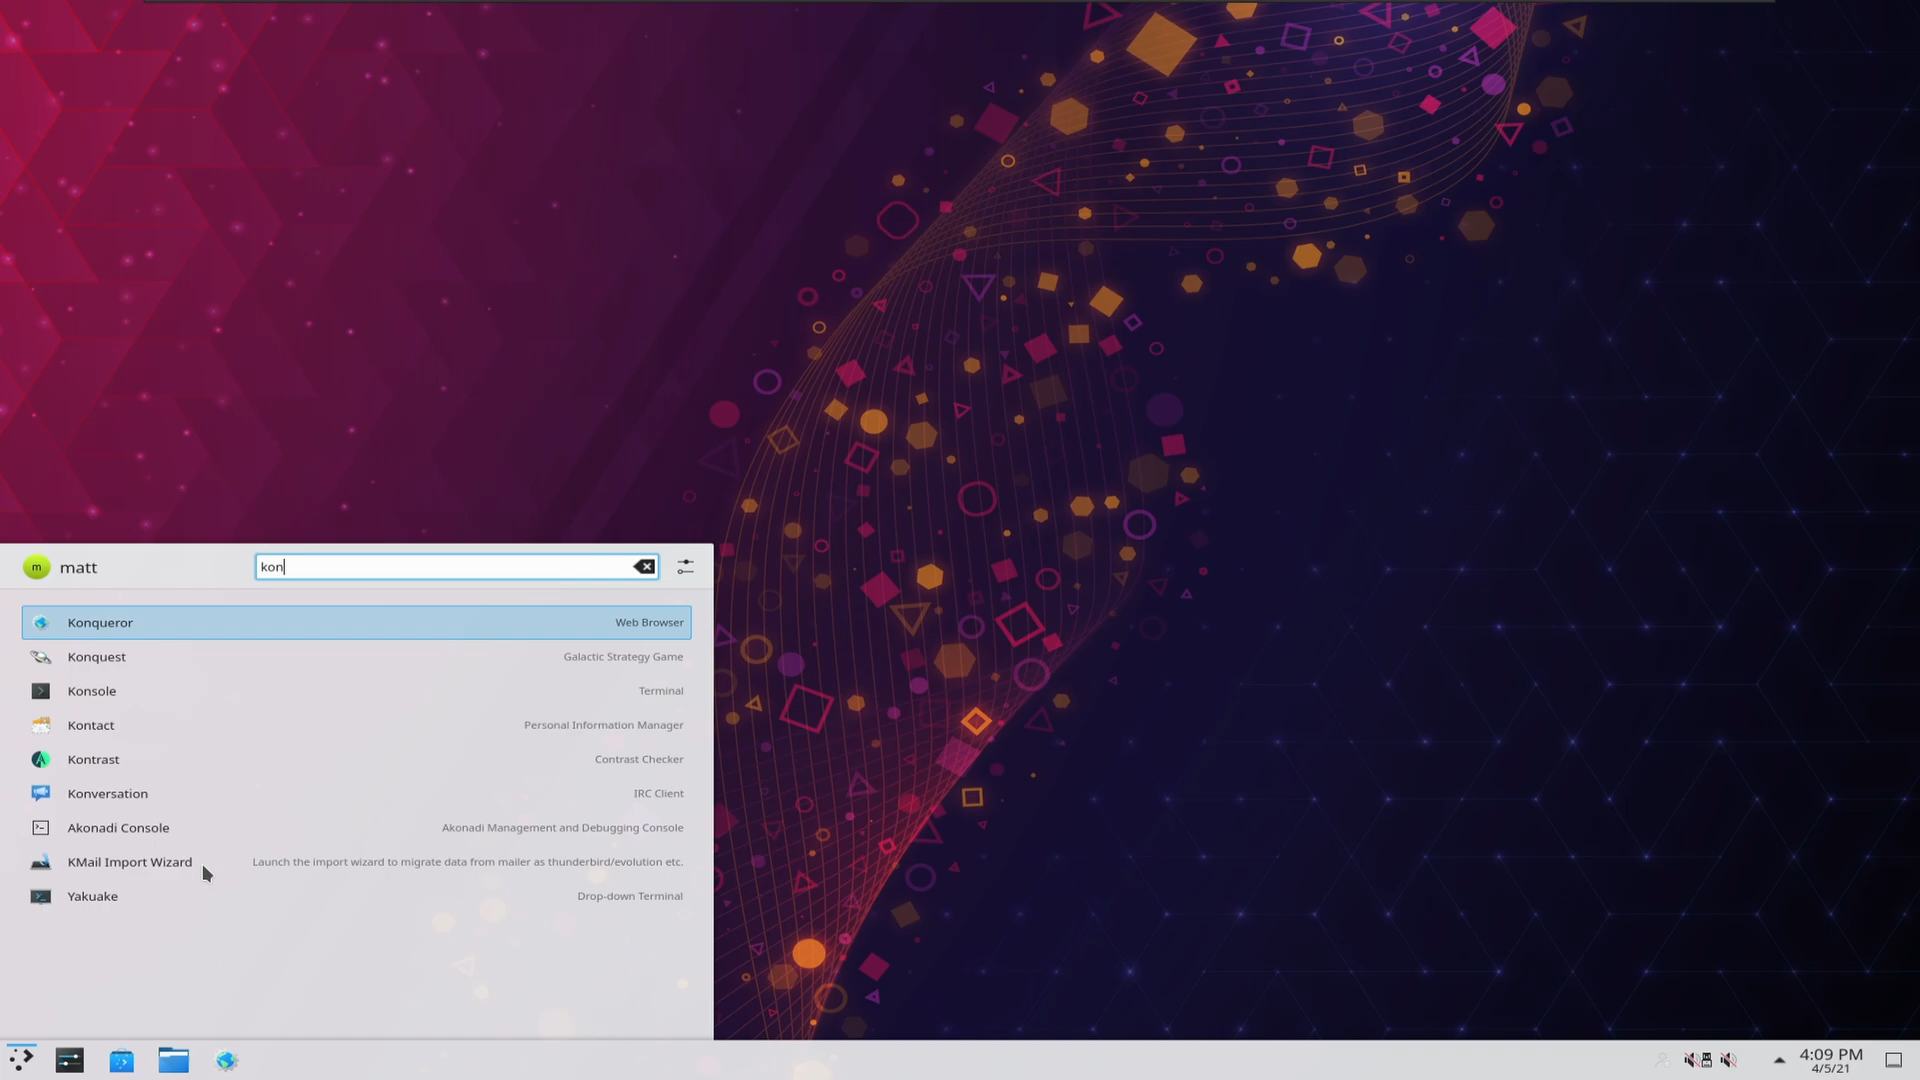 m
matt
kon
Konqueror Web Browser
Konquest Galactic Strategy Game
Konsole Terminal
Kontact Personal Information Manager
Kontrast Contrast Checker
Konversation IRC Client
Akonadi Console Akonadi Management and Debugging Console
KMail Import Wizard Launch the import wizard to migrate data from mailer as thunderbird/evolution etc.
Yakuake Drop-down Terminal
4:09 PM
4/5/21